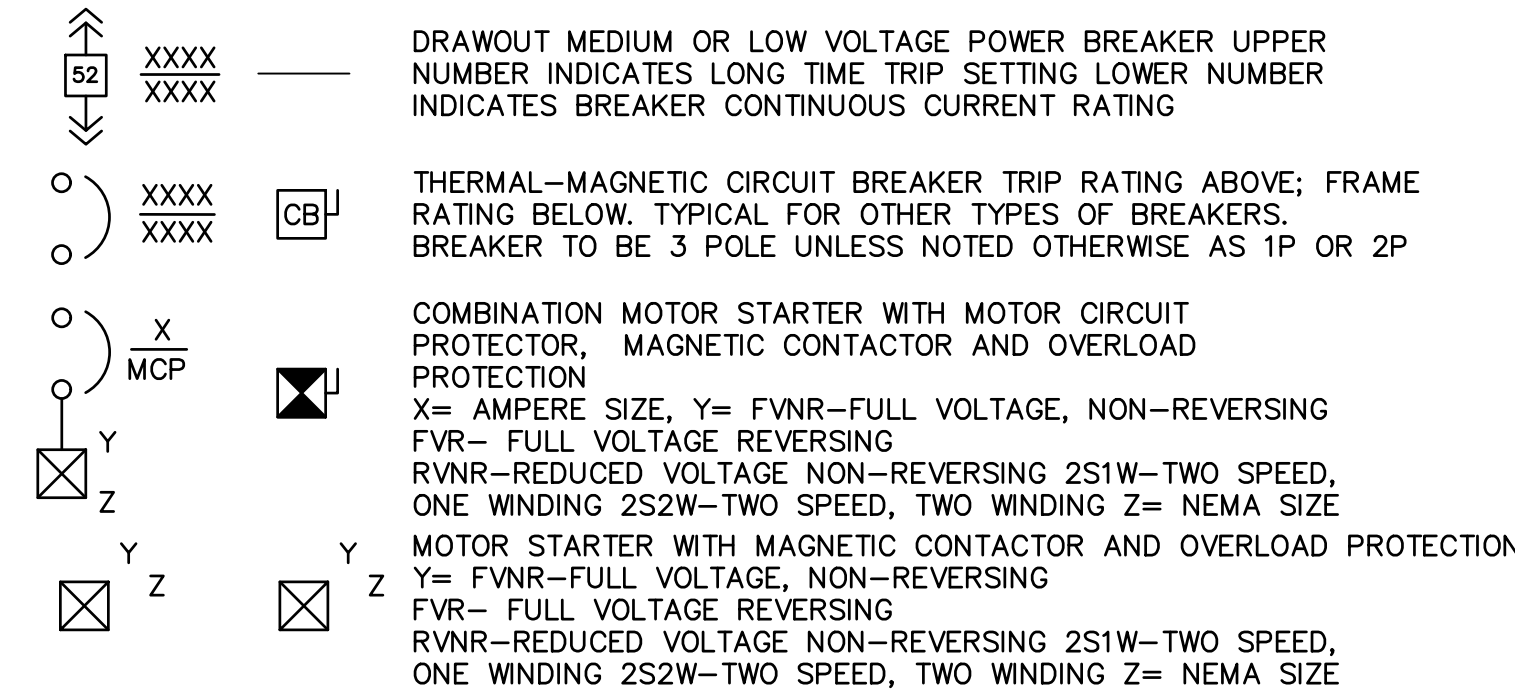 52 XXXX DRAWOUT MEDIUM OR LOW VOLTAGE POWER BREAKER UPPER
XXXX NUMBER INDICATES LONG TIME TRIP SETTING LOWER NUMBER
INDICATES BREAKER CONTINUOUS CURRENT RATING
XXXX CB THERMAL-MAGNETIC CIRCUIT BREAKER TRIP RATING ABOVE; FRAME
XXXX RATING BELOW. TYPICAL FOR OTHER TYPES OF BREAKERS.
BREAKER TO BE 3 POLE UNLESS NOTED OTHERWISE AS 1P OR 2P
X COMBINATION MOTOR STARTER WITH MOTOR CIRCUIT
MCP PROTECTOR, MAGNETIC CONTACTOR AND OVERLOAD
PROTECTION
X= AMPERE SIZE, Y= FVNR-FULL VOLTAGE, NON-REVERSING
Y FVR- FULL VOLTAGE REVERSING
RVNR-REDUCED VOLTAGE NON-REVERSING 2S1W-TWO SPEED,
Z ONE WINDING 2S2W-TWO SPEED, TWO WINDING Z= NEMA SIZE
Y Y MOTOR STARTER WITH MAGNETIC CONTACTOR AND OVERLOAD PROTECTION
Z Z Y= FVNR-FULL VOLTAGE, NON-REVERSING
FVR- FULL VOLTAGE REVERSING
RVNR-REDUCED VOLTAGE NON-REVERSING 2S1W-TWO SPEED,
ONE WINDING 2S2W-TWO SPEED, TWO WINDING Z= NEMA SIZE